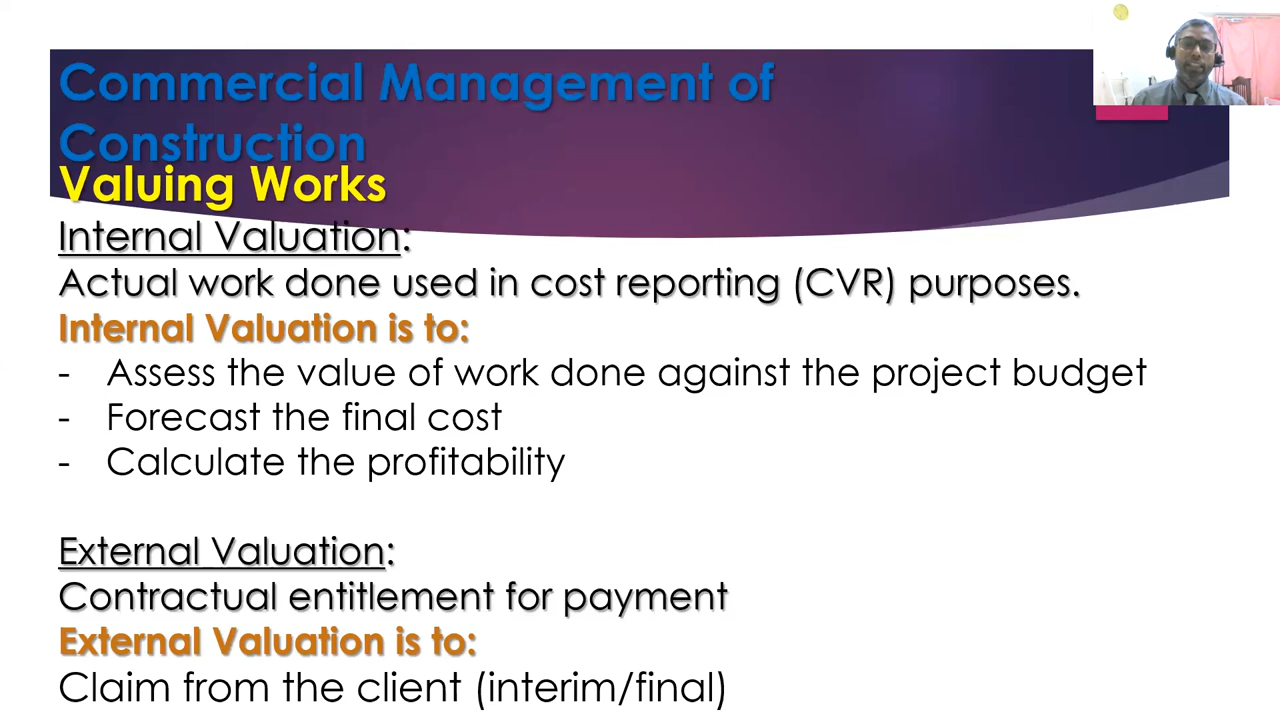 Commercial Management of
Construction
Valuing Works
Internal Valuation:
Actual work done used in cost reporting (CVR) purposes.
Internal Valuation is to:
- Assess the value of work done against the project budget
- Forecast the final cost
- Calculate the profitability
External Valuation:
Contractual entitlement for payment
External Valuation is to:
Claim from the client (interim/final)